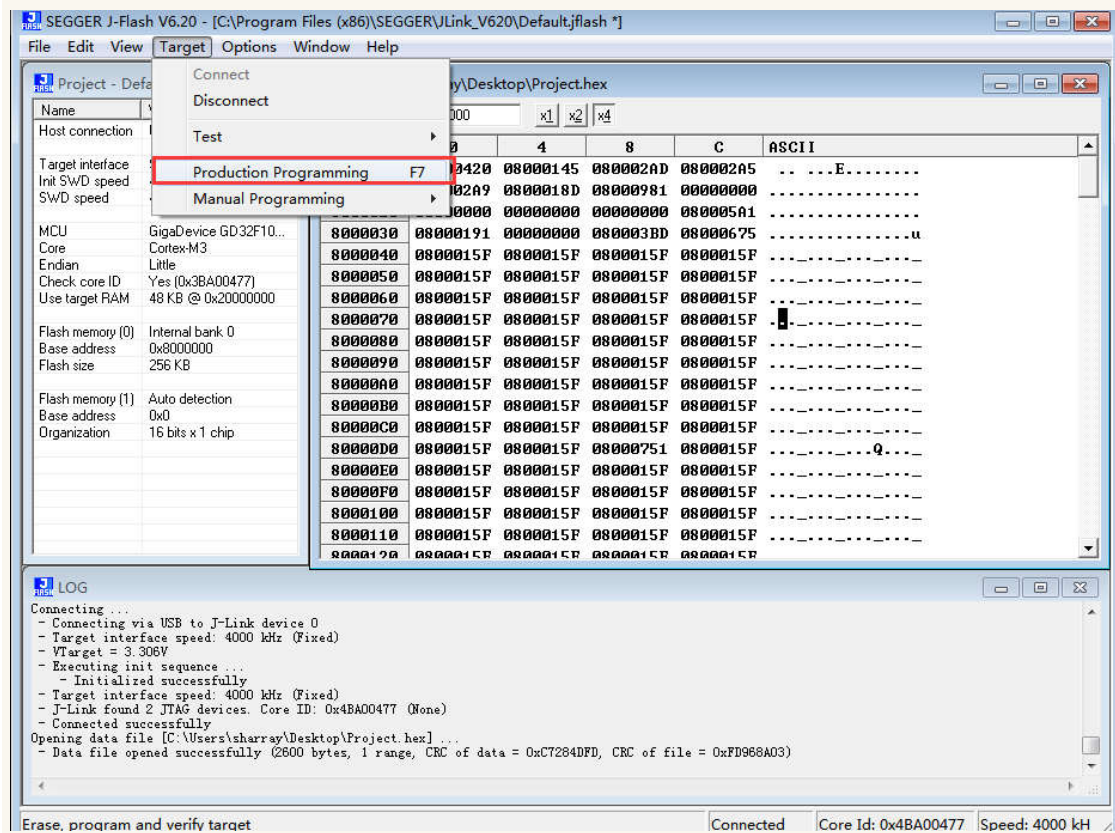 SEGGER J-Flash V6.20 - [C:\Program Files (x86)\SEGGER\JLink_V620\Default.jflash *]
File Edit View Target Options Window Help
Connect
Disconnect
Test
Production Programming F7
Manual Programming
Project - Defa
Name
Host connection
Target interface
Init SWD speed
SWD speed
MCU GigaDevice GD32F10...
Core Cortex-M3
Endian Little
Check core ID Yes (0x3BA00477)
Use target RAM 48 KB @ 0x20000000
Flash memory (0) Internal bank 0
Base address 0x8000000
Flash size 256 KB
Flash memory (1) Auto detection
Base address 0x0
Organization 16 bits x 1 chip
ay\Desktop\Project.hex
000 x1 x2 x4
0 4 8 C ASCII
0420 08000145 080002AD 080002A5 .. ...E........
02A9 0800018D 08000981 00000000 ................
0000 00000000 00000000 080005A1 ................
8000030 08000191 00000000 080003BD 08000675 ..............u
8000040 0800015F 0800015F 0800015F 0800015F ..._..._..._..._
8000050 0800015F 0800015F 0800015F 0800015F ..._..._..._..._
8000060 0800015F 0800015F 0800015F 0800015F ..._..._..._..._
8000070 0800015F 0800015F 0800015F 0800015F ..._..._..._..._
8000080 0800015F 0800015F 0800015F 0800015F ..._..._..._..._
8000090 0800015F 0800015F 0800015F 0800015F ..._..._..._..._
80000A0 0800015F 0800015F 0800015F 0800015F ..._..._..._..._
80000B0 0800015F 0800015F 0800015F 0800015F ..._..._..._..._
80000C0 0800015F 0800015F 0800015F 0800015F ..._..._..._..._
80000D0 0800015F 0800015F 08000751 0800015F ..._..._...Q..._
80000E0 0800015F 0800015F 0800015F 0800015F ..._..._..._..._
80000F0 0800015F 0800015F 0800015F 0800015F ..._..._..._..._
8000100 0800015F 0800015F 0800015F 0800015F ..._..._..._..._
8000110 0800015F 0800015F 0800015F 0800015F ..._..._..._..._
8000120 0800015F 0800015F 0800015F 0800015F
LOG
Connecting ...
- Connecting via USB to J-Link device 0
- Target interface speed: 4000 kHz (Fixed)
- VTarget = 3.306V
- Executing init sequence ...
- Initialized successfully
- Target interface speed: 4000 kHz (Fixed)
- J-Link found 2 JTAG devices. Core ID: 0x4BA00477 (None)
- Connected successfully
Opening data file [C:\Users\sharray\Desktop\Project.hex] ...
- Data file opened successfully (2600 bytes, 1 range, CRC of data = 0xC7284DFD, CRC of file = 0xFD968A03)
Erase, program and verify target Connected Core Id: 0x4BA00477 Speed: 4000 kH